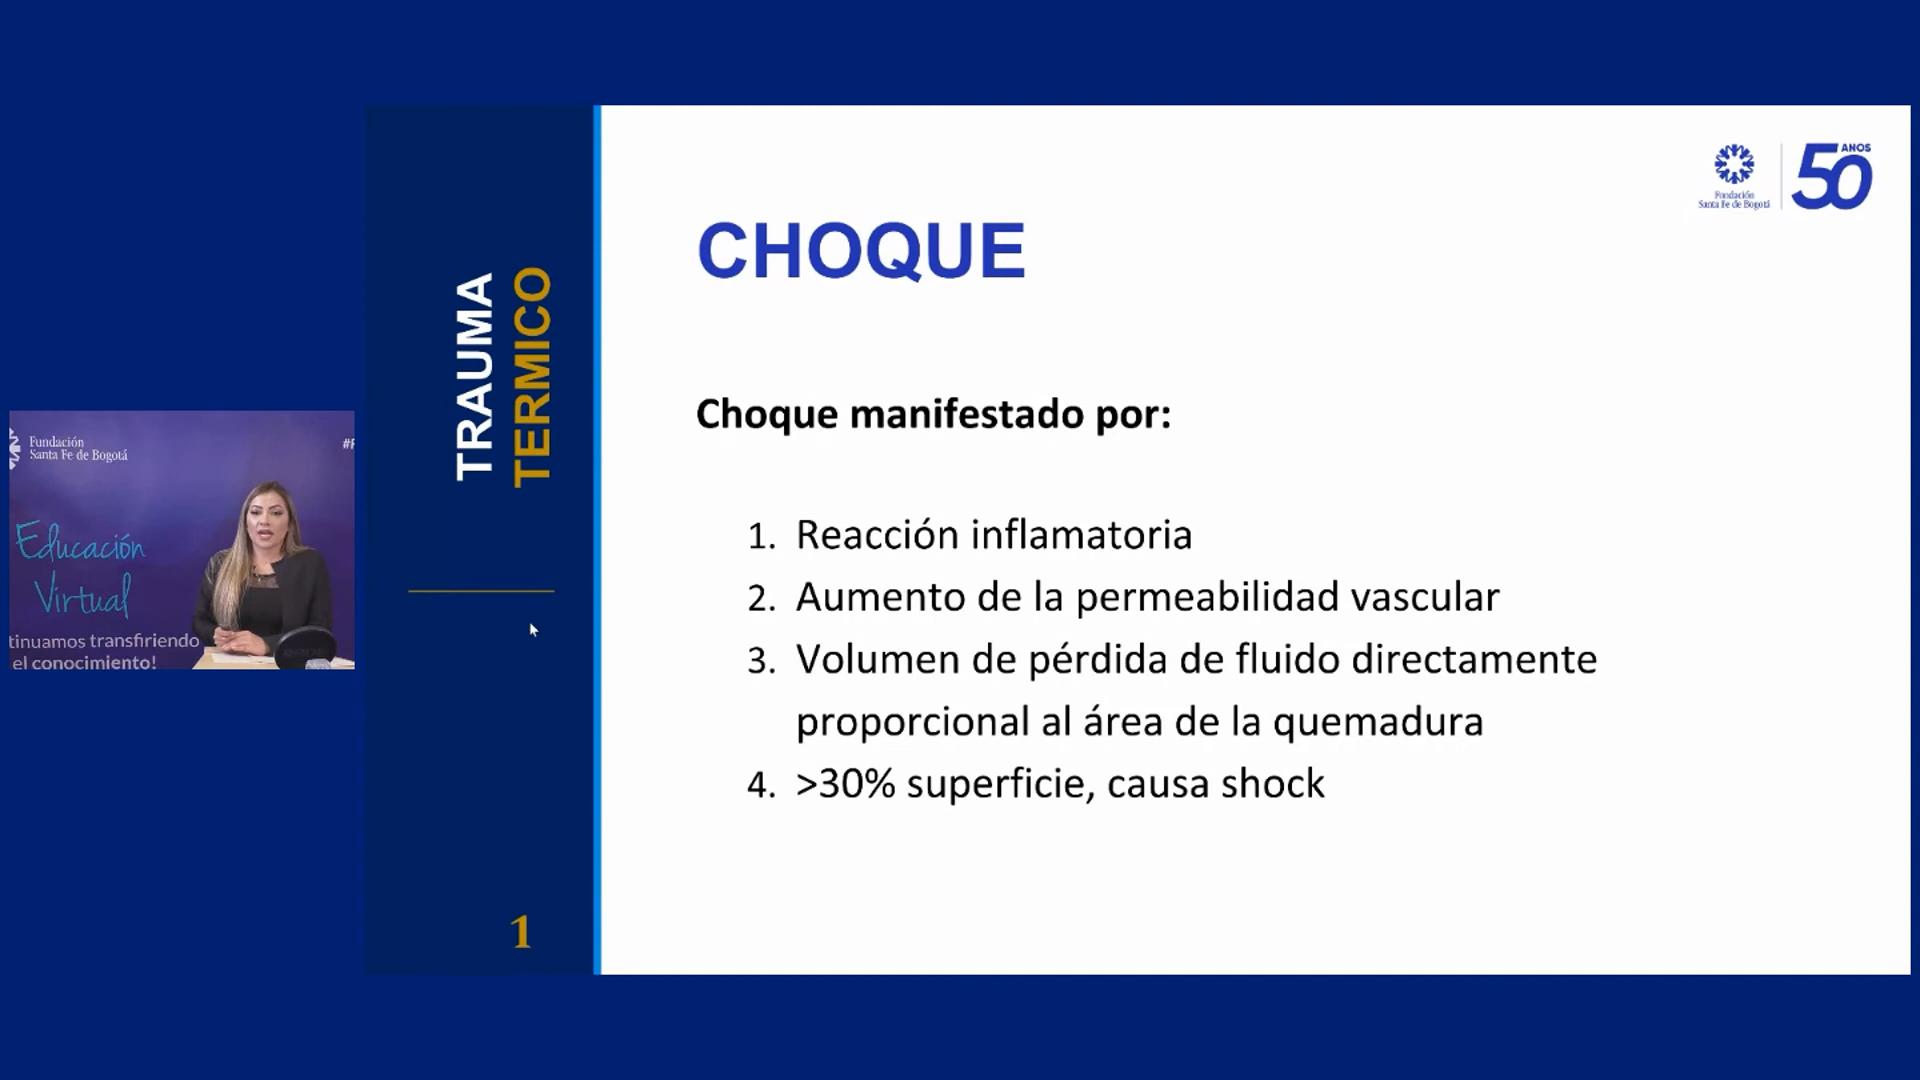 Fundación
Santa Fe de Bogotá
50
AÑOS
TRAUMA
TERMICO
1
CHOQUE
Choque manifestado por:
1. Reacción inflamatoria
2. Aumento de la permeabilidad vascular
3. Volumen de pérdida de fluido directamente
proporcional al área de la quemadura
4. >30% superficie, causa shock
Fundación
Santa Fe de Bogotá
Educación
Virtual
tinuamos transfiriendo
el conocimiento!